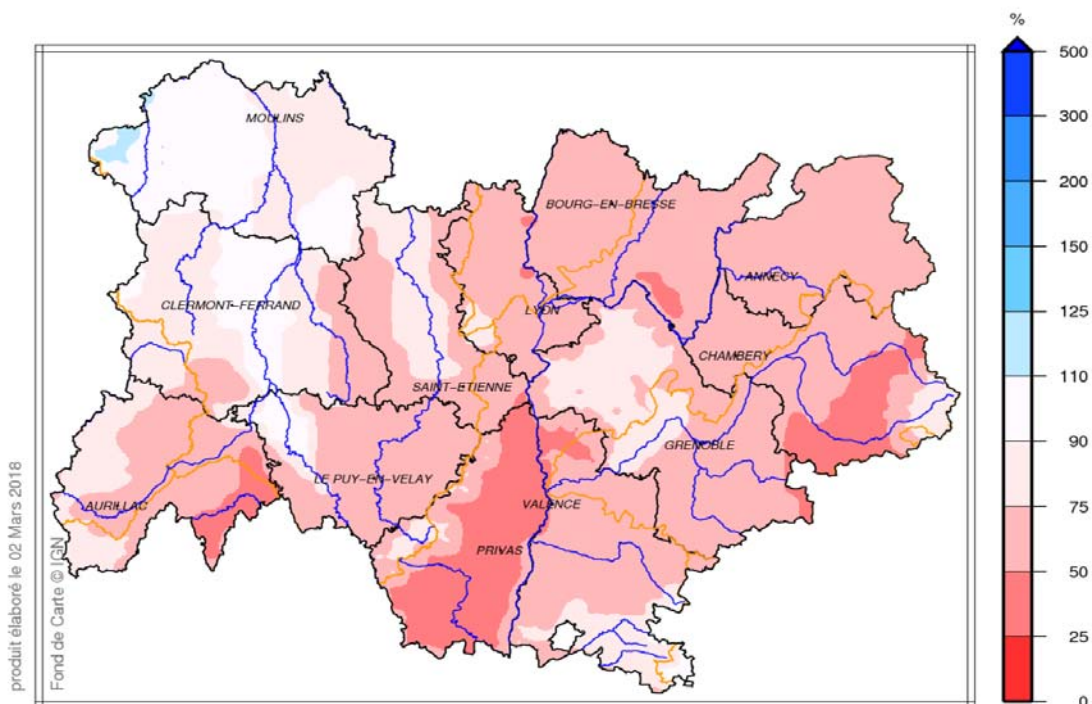 %
500
300
200
150
125
110
90
75
50
25
0
MOULINS
BOURG-EN-BRESSE
ANNECY
CLERMONT-FERRAND
LYON
CHAMBERY
SAINT-ETIENNE
GRENOBLE
LE PUY-EN-VELAY
AURILLAC
VALENCE
PRIVAS
produit élaboré le 02 Mars 2018
Fond de Carte © IGN